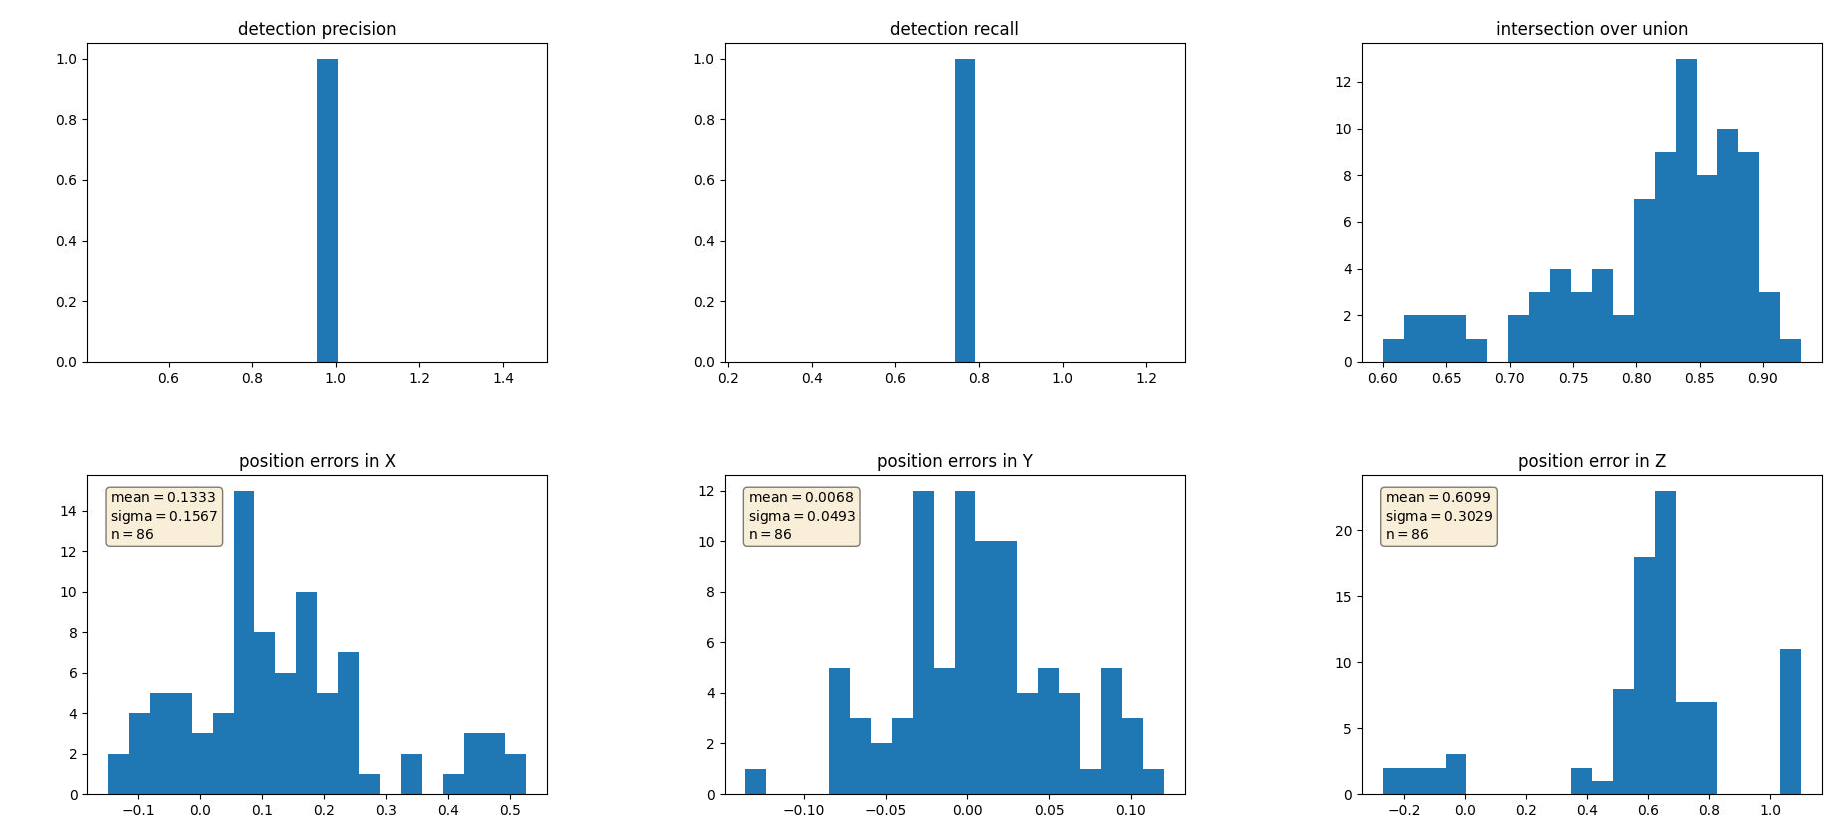 detection precision
1.0
0.8
0.6
0.4
0.2
0.0
0.6 0.8 1.0 1.2 1.4
detection recall
1.0
0.8
0.6
0.4
0.2
0.0
0.2 0.4 0.6 0.8 1.0 1.2
intersection over union
12
10
8
6
4
2
0
0.60 0.65 0.70 0.75 0.80 0.85 0.90
position errors in X
mean = 0.1333
sigma = 0.1567
n = 86
14
12
10
8
6
4
2
0
−0.1 0.0 0.1 0.2 0.3 0.4 0.5
position errors in Y
mean = 0.0068
sigma = 0.0493
n = 86
12
10
8
6
4
2
0
−0.10 −0.05 0.00 0.05 0.10
position error in Z
mean = 0.6099
sigma = 0.3029
n = 86
20
15
10
5
0
−0.2 0.0 0.2 0.4 0.6 0.8 1.0